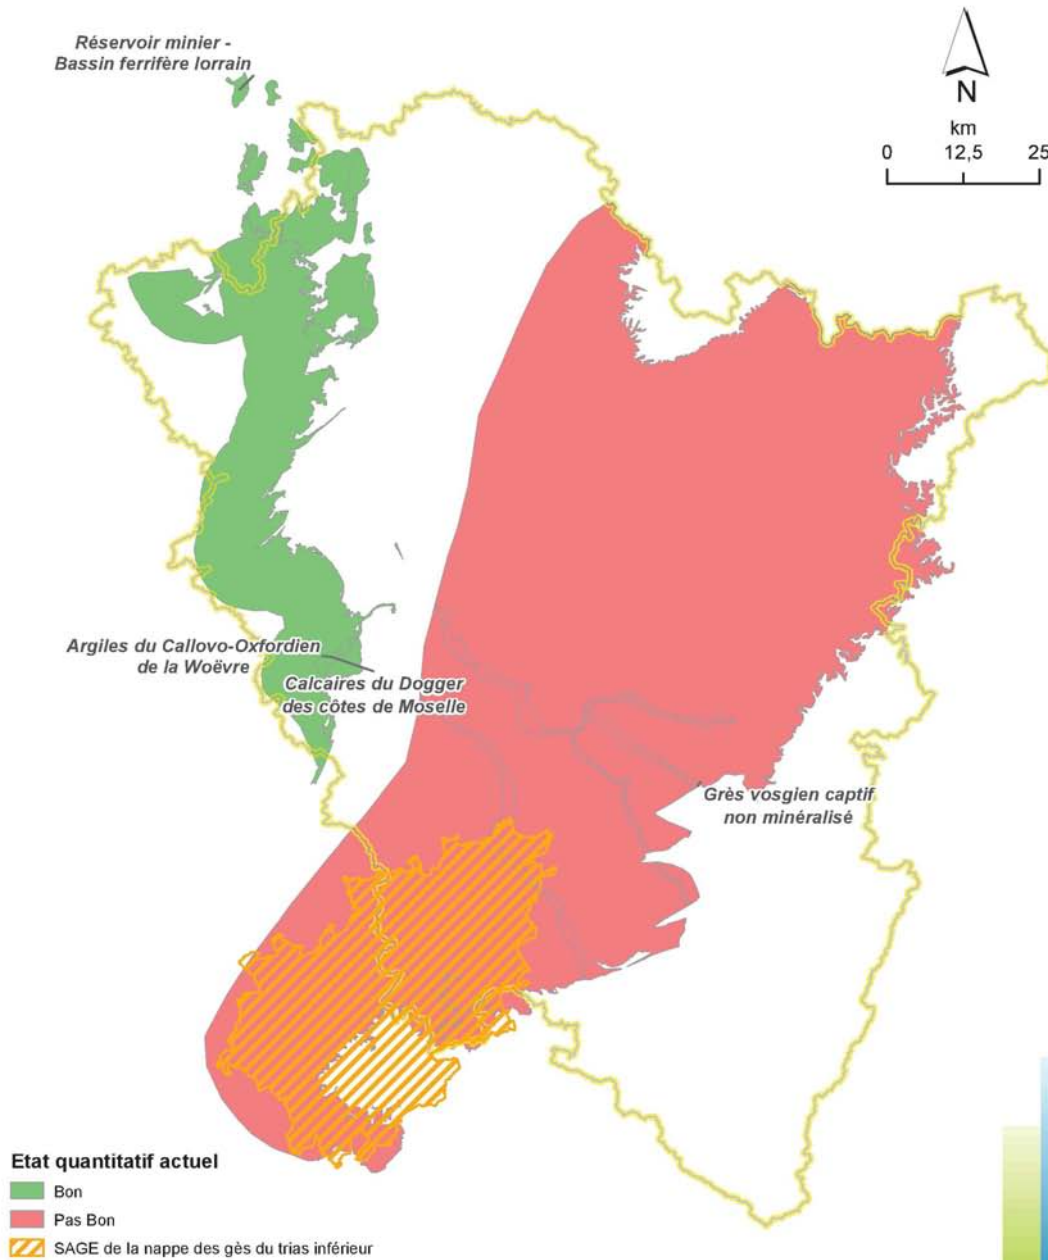 Réservoir minier -
Bassin ferrifère lorrain
N
km
0 12,5 25
Argiles du Callovo-Oxfordien
de la Woëvre
Calcaires du Dogger
des côtes de Moselle
Grès vosgien captif
non minéralisé
Etat quantitatif actuel
Bon
Pas Bon
SAGE de la nappe des gès du trias inférieur